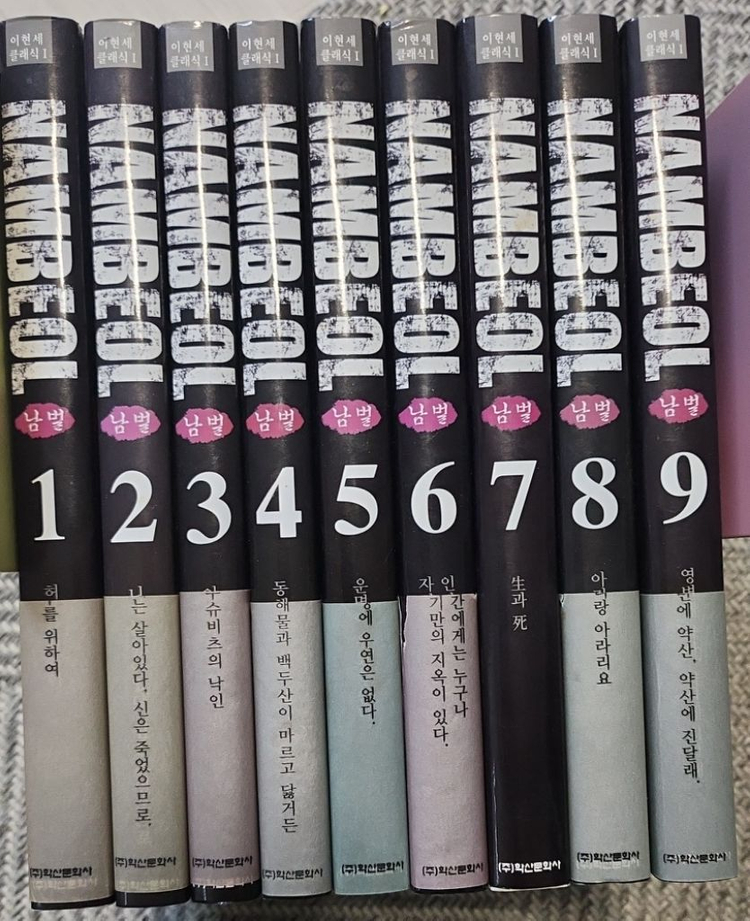 이현세
클래식 I
NAMBEOL
남벌
1
허구를 위하여
(주)학산문화사
이현세
클래식 I
NAMBEOL
남벌
2
나는 살아있다. 신은 죽었으므로.
(주)학산문화사
이현세
클래식 I
NAMBEOL
남벌
3
우슈비츠의 낙인
(주)학산문화사
이현세
클래식 I
NAMBEOL
남벌
4
동해물과 백두산이 마르고 닳거든
(주)학산문화사
이현세
클래식 I
NAMBEOL
남벌
5
운명에 우연은 없다.
(주)학산문화사
이현세
클래식 I
NAMBEOL
남벌
6
인간에게는 누구나
자기만의 지옥이 있다.
(주)학산문화사
이현세
클래식 I
NAMBEOL
남벌
7
生과 死
(주)학산문화사
이현세
클래식 I
NAMBEOL
남벌
8
아리랑 아라리요
(주)학산문화사
이현세
클래식 I
NAMBEOL
남벌
9
영변에 약산, 약산에 진달래.
(주)학산문화사